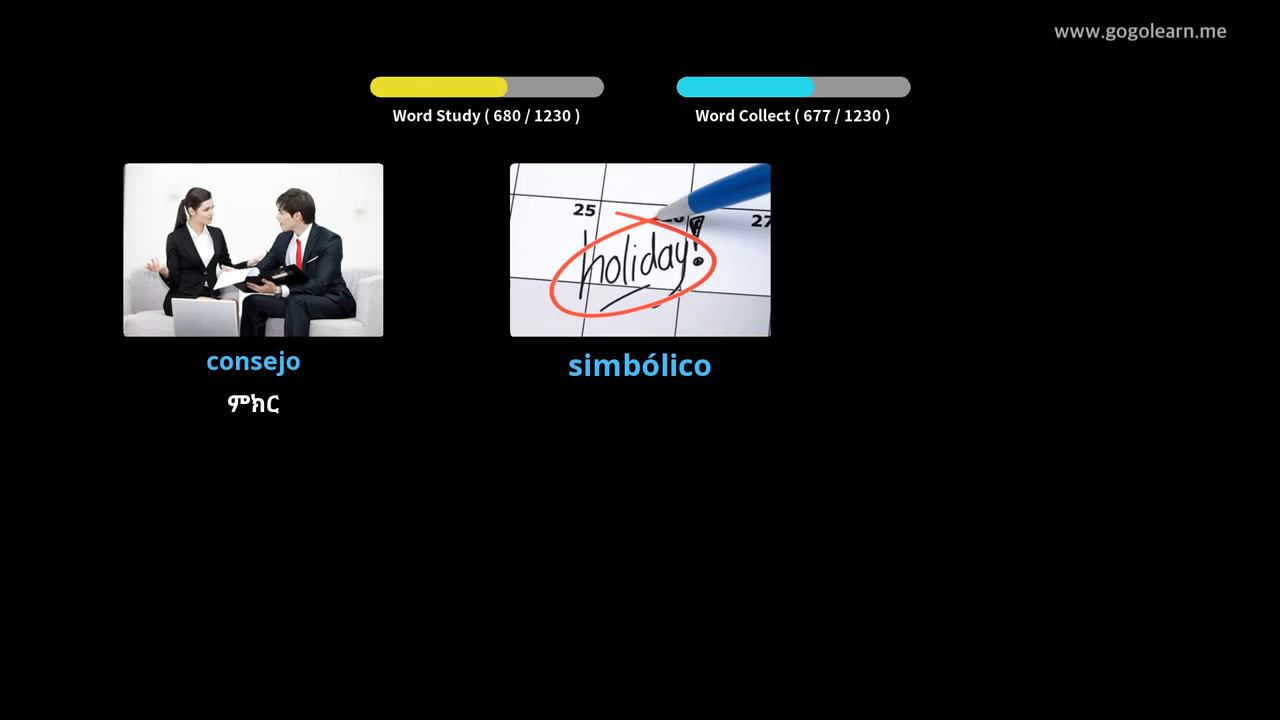 www.gogolearn.me
Word Study ( 680 / 1230 )
Word Collect ( 677 / 1230 )
25
27
holiday!
consejo
ምክር
simbólico